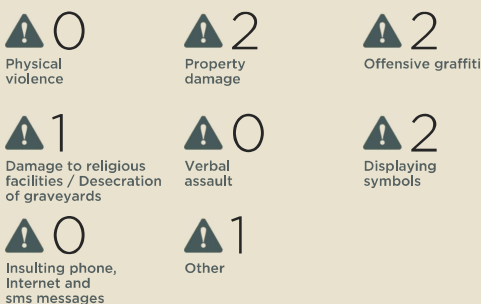 0
Physical
violence
2
Property
damage
2
Offensive graffiti
1
Damage to religious
facilities / Desecration
of graveyards
0
Verbal
assault
2
Displaying
symbols
0
Insulting phone,
Internet and
sms messages
1
Other